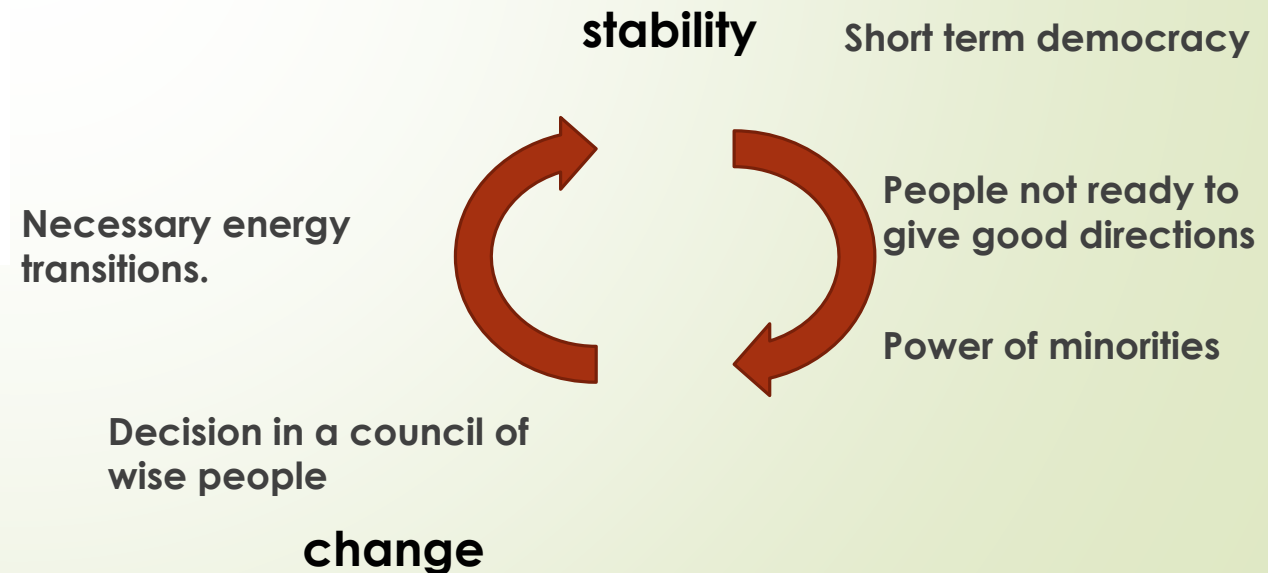 stability
Short term democracy
People not ready to
give good directions
Necessary energy
transitions.
Power of minorities
Decision in a council of
wise people
change